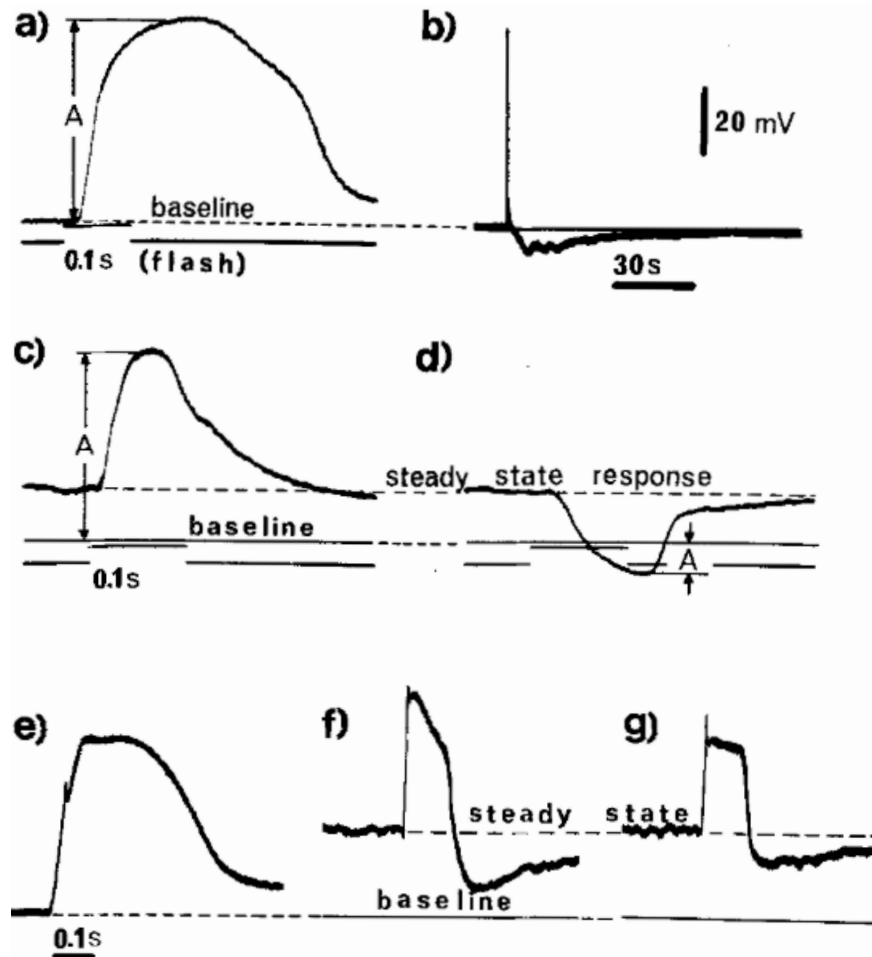 a)
b)
A
20 mV
baseline
0.1s (flash)
30s
c)
d)
A
steady state response
baseline
A
0.1s
e)
f)
g)
steady state
baseline
0.1s